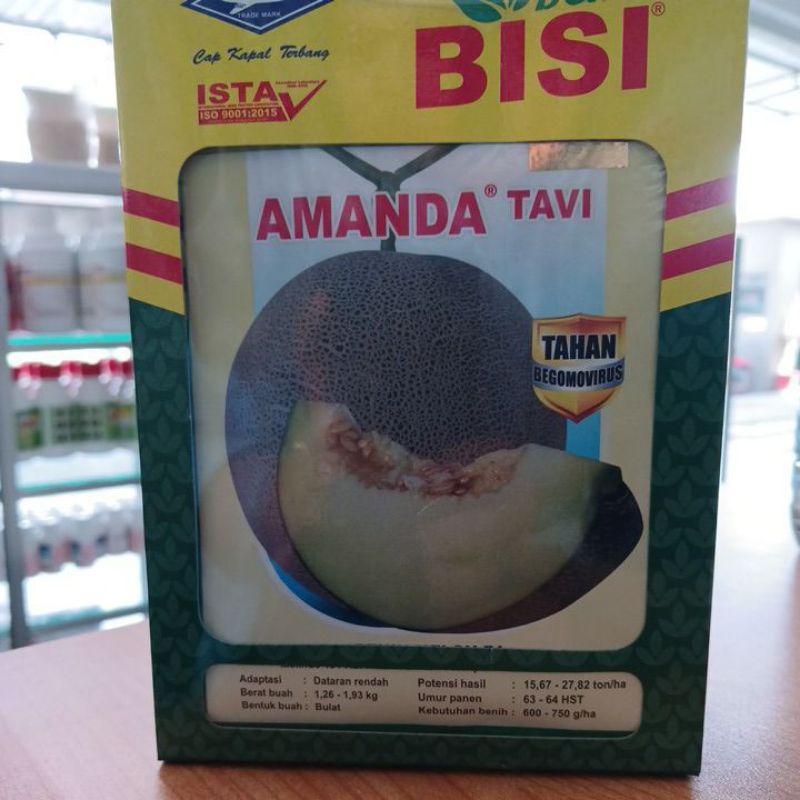 TRADE MARK
Cap Kapal Terbang
BISI®
ISTA
ISO 9001:2015
AMANDA® TAVI
TAHAN
BEGOMOVIRUS
Adaptasi : Dataran rendah
Berat buah : 1,26 - 1,93 kg
Bentuk buah : Bulat
Potensi hasil : 15,67 - 27,82 ton/ha
Umur panen : 63 - 64 HST
Kebutuhan benih : 600 - 750 g/ha